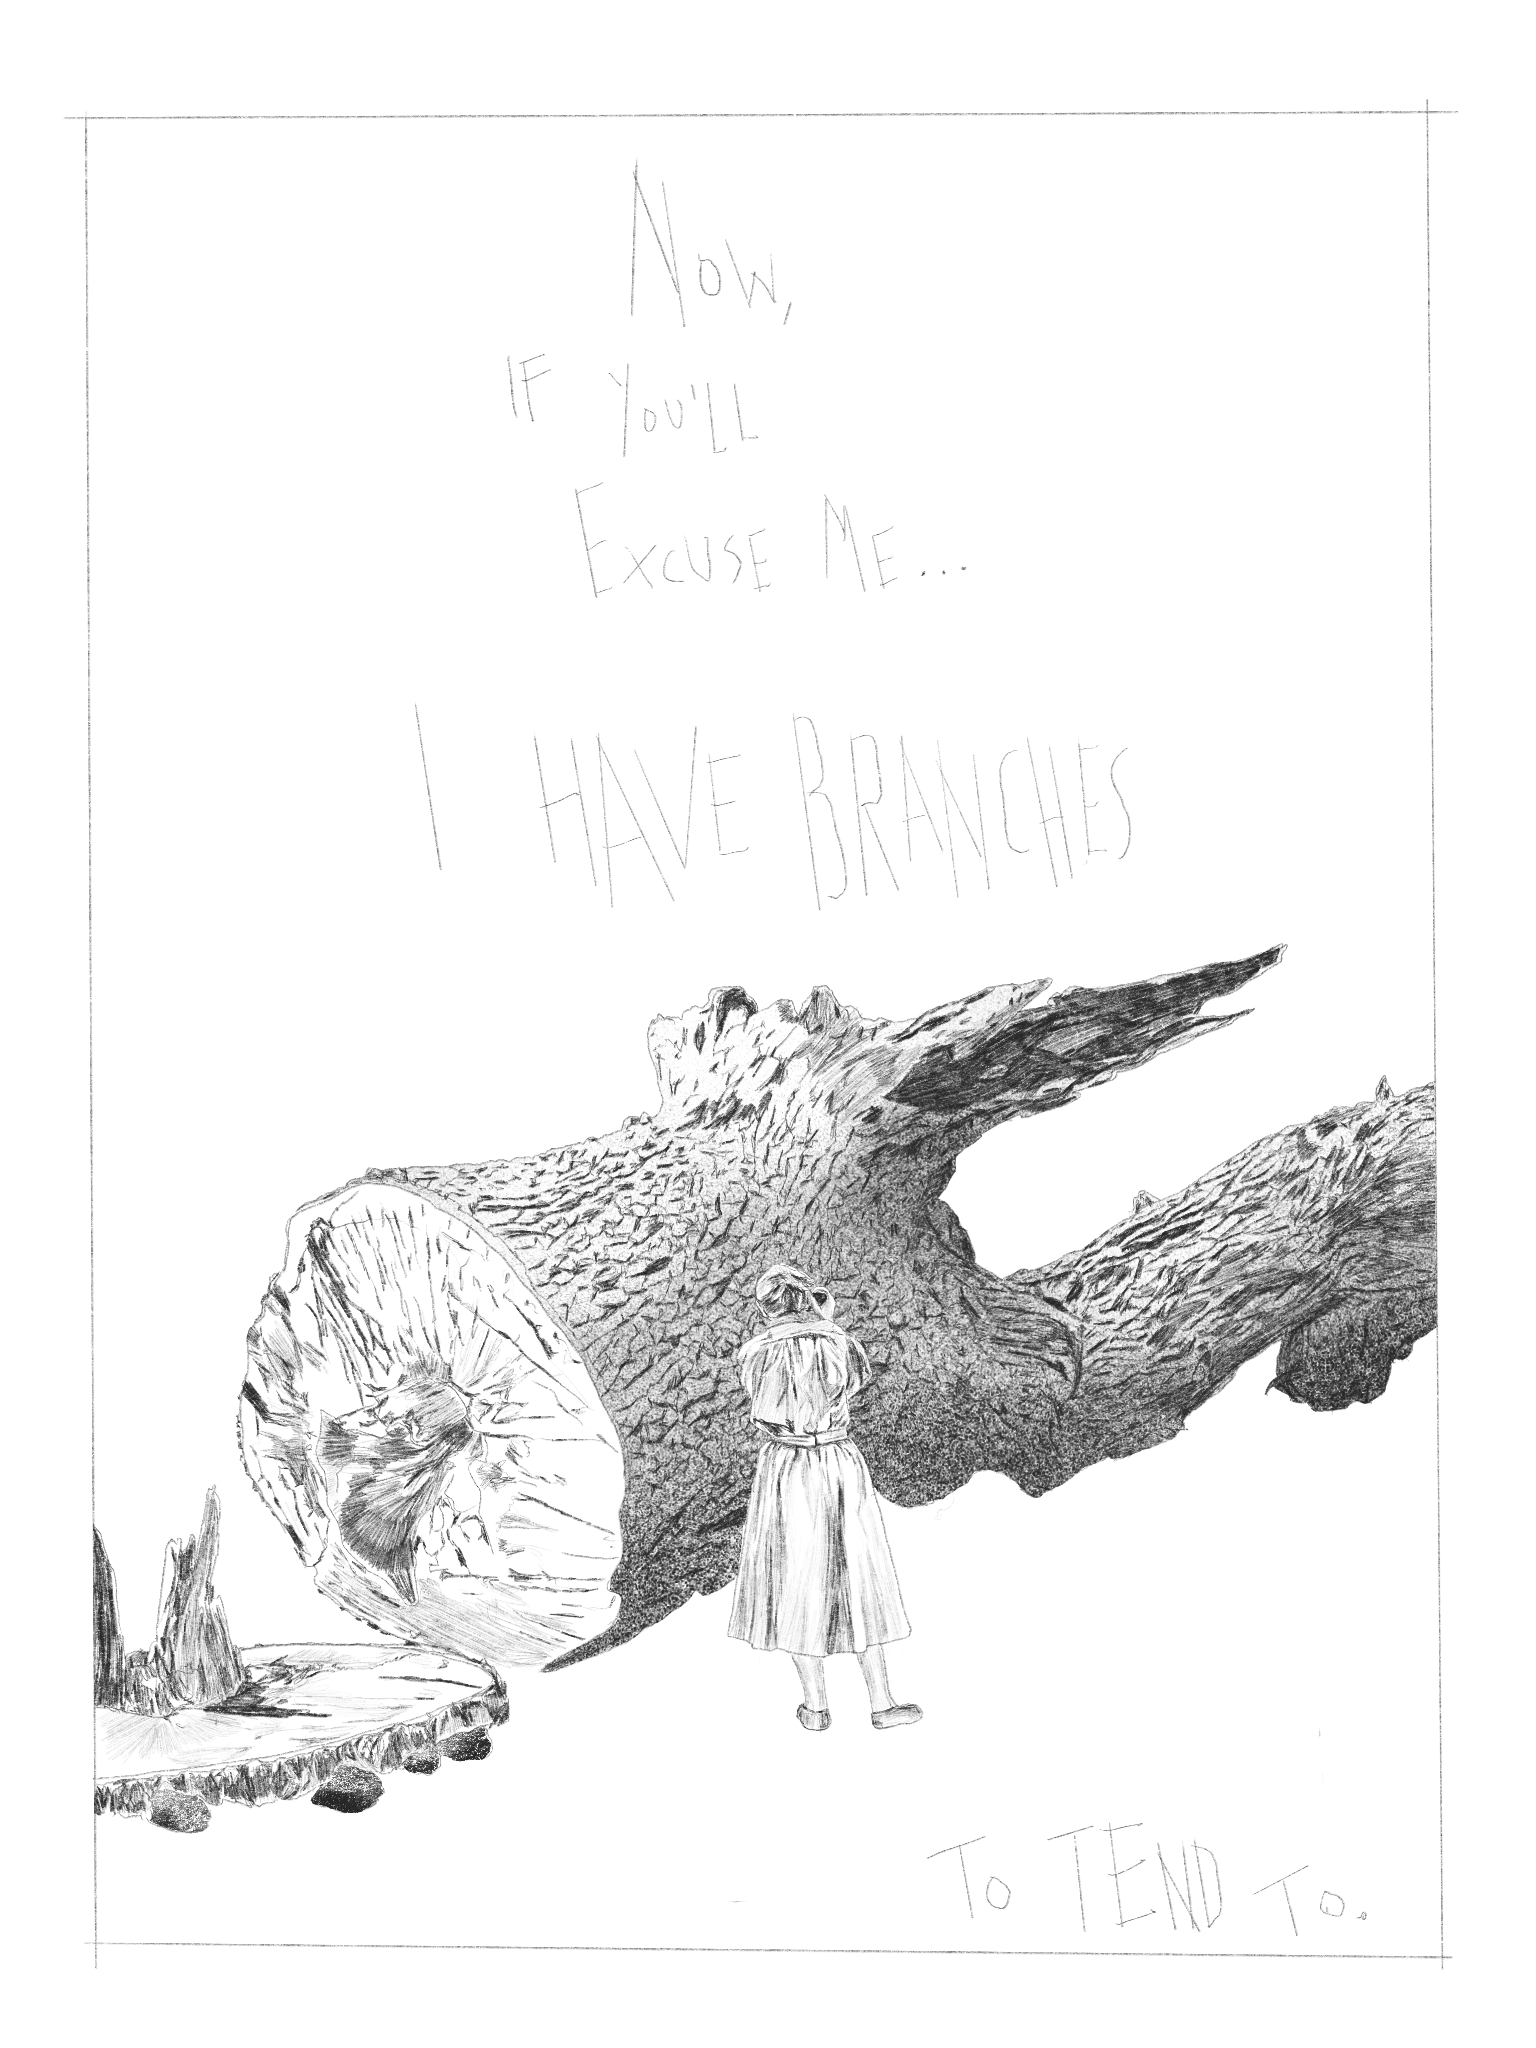 Now,
IF YOU'LL
EXCUSE ME...
I HAVE BRANCHES
TO TEND TO.